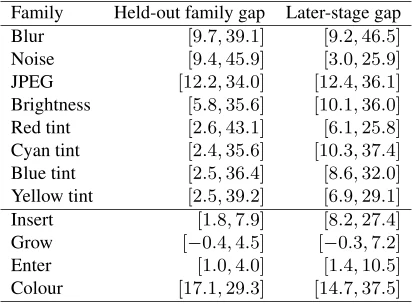 Family Held-out family gap Later-stage gap
Blur [9.7, 39.1] [9.2, 46.5]
Noise [9.4, 45.9] [3.0, 25.9]
JPEG [12.2, 34.0] [12.4, 36.1]
Brightness [5.8, 35.6] [10.1, 36.0]
Red tint [2.6, 43.1] [6.1, 25.8]
Cyan tint [2.4, 35.6] [10.3, 37.4]
Blue tint [2.5, 36.4] [8.6, 32.0]
Yellow tint [2.5, 39.2] [6.9, 29.1]
Insert [1.8, 7.9] [8.2, 27.4]
Grow [−0.4, 4.5] [−0.3, 7.2]
Enter [1.0, 4.0] [1.4, 10.5]
Colour [17.1, 29.3] [14.7, 37.5]